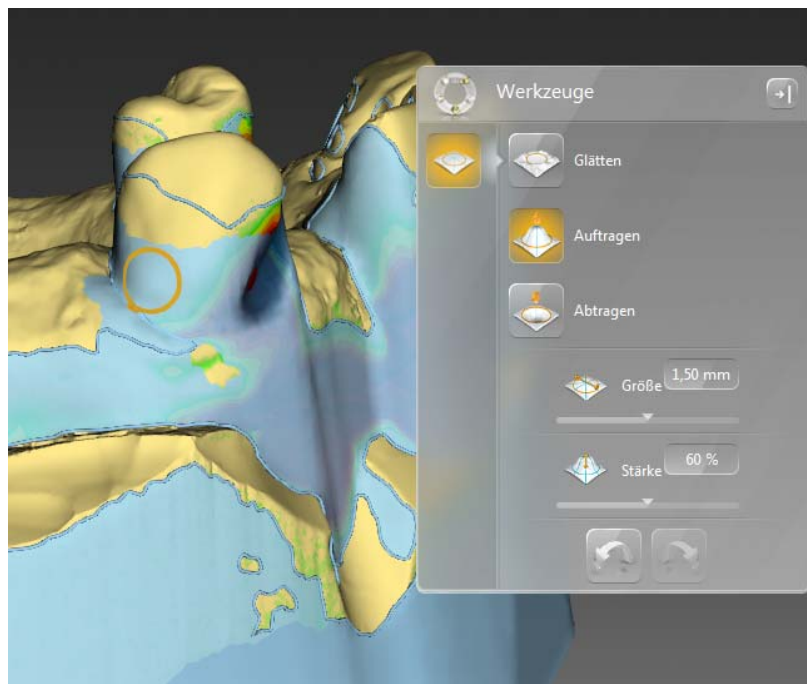 Werkzeuge
Glätten
Auftragen
Abtragen
Größe 1,50 mm
Stärke 60 %